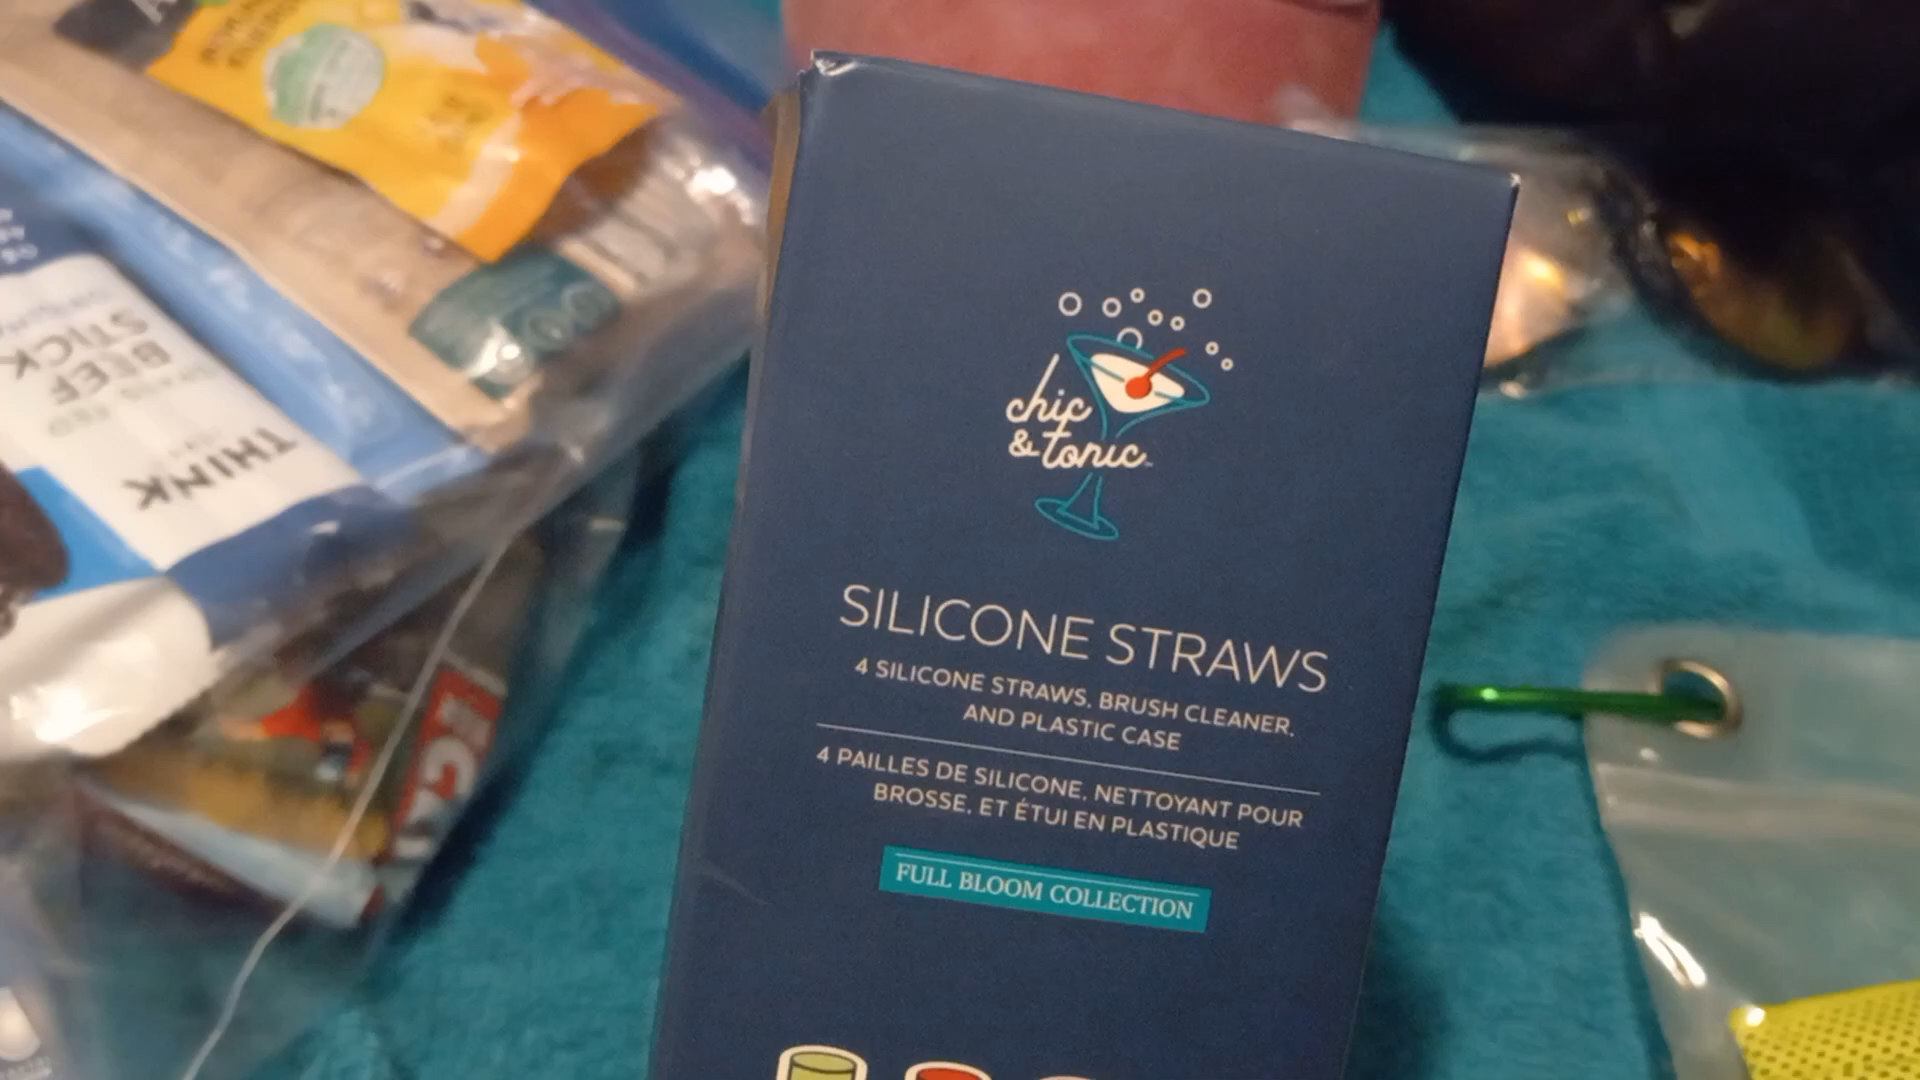 chic
& tonic
SILICONE STRAWS
4 SILICONE STRAWS, BRUSH CLEANER,
AND PLASTIC CASE
4 PAILLES DE SILICONE, NETTOYANT POUR
BROSSE, ET ÉTUI EN PLASTIQUE
FULL BLOOM COLLECTION
THINK
BEEF
STICK